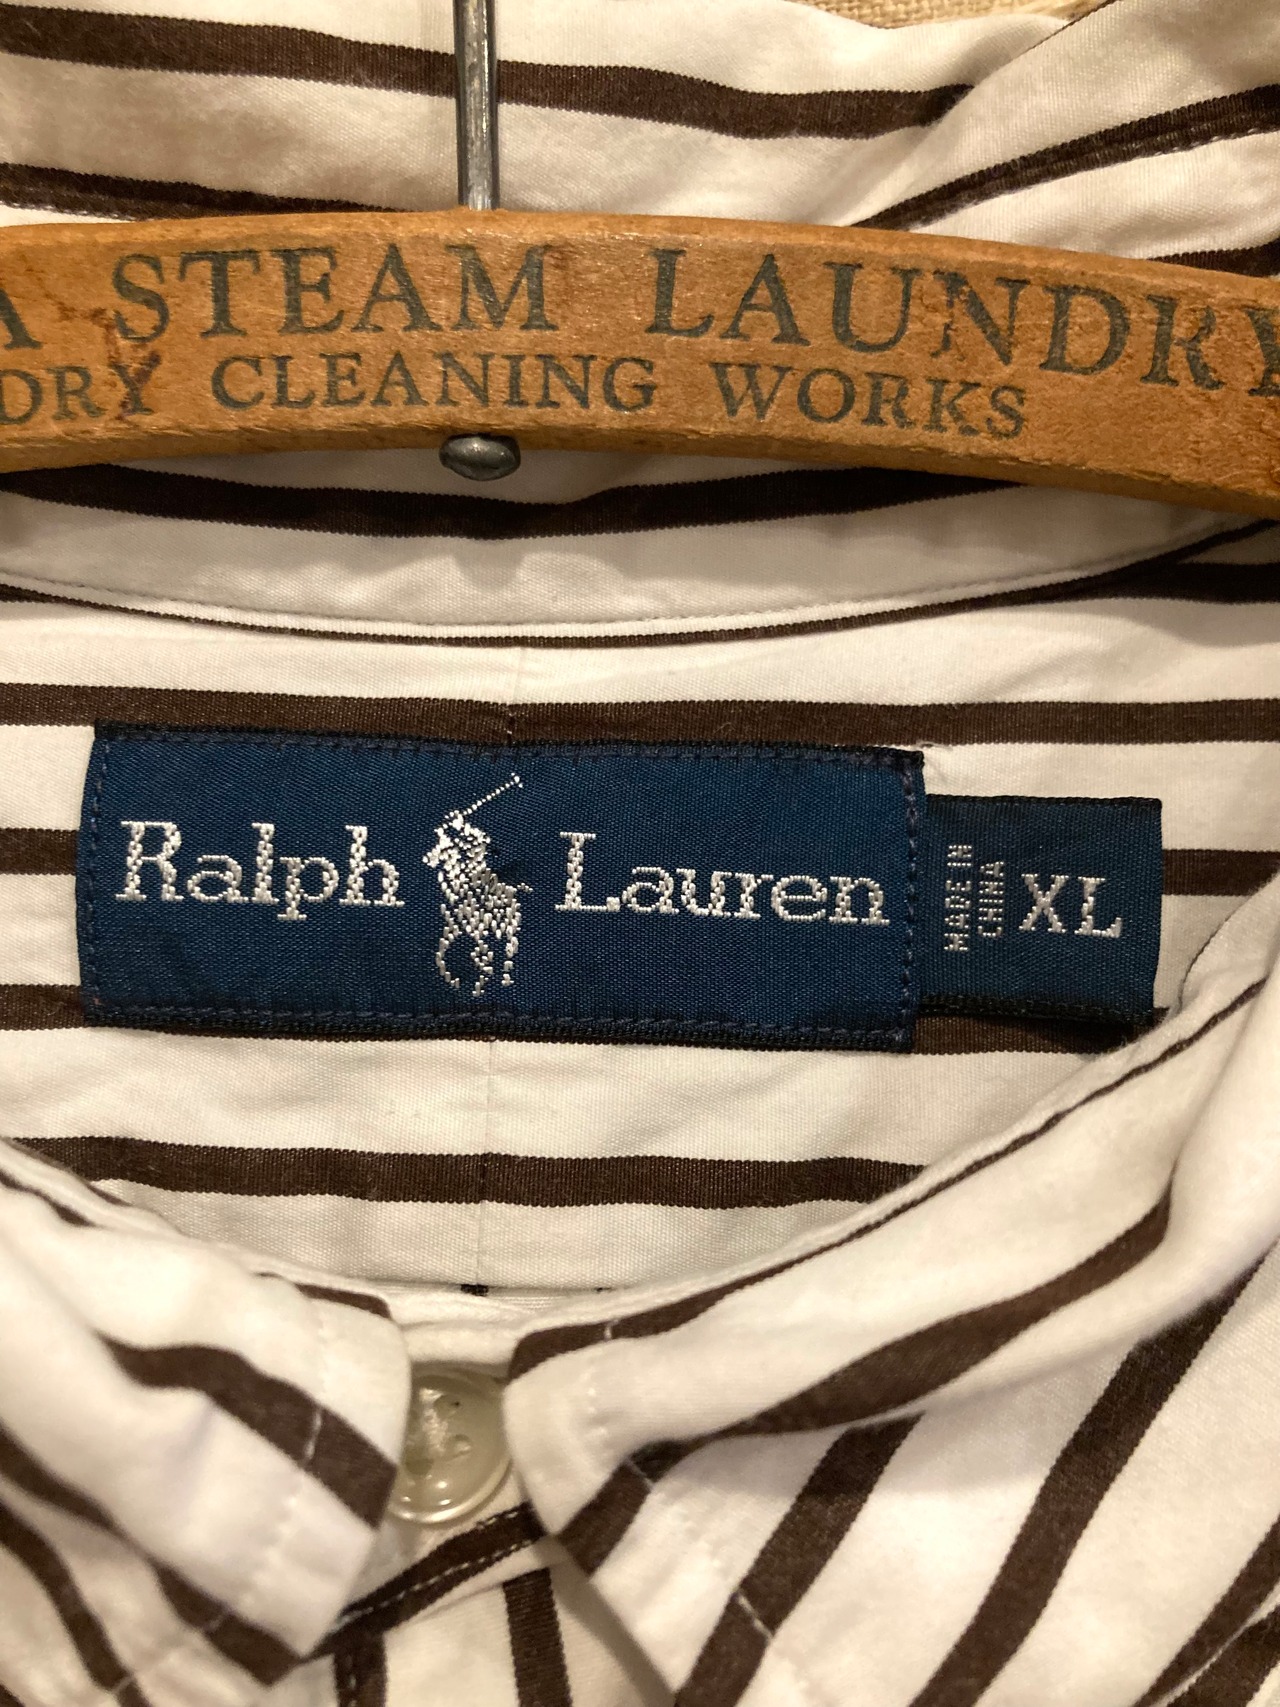 A STEAM LAUNDRY
DRY CLEANING WORKS
Ralph Lauren
MADE IN
CHINA
XL